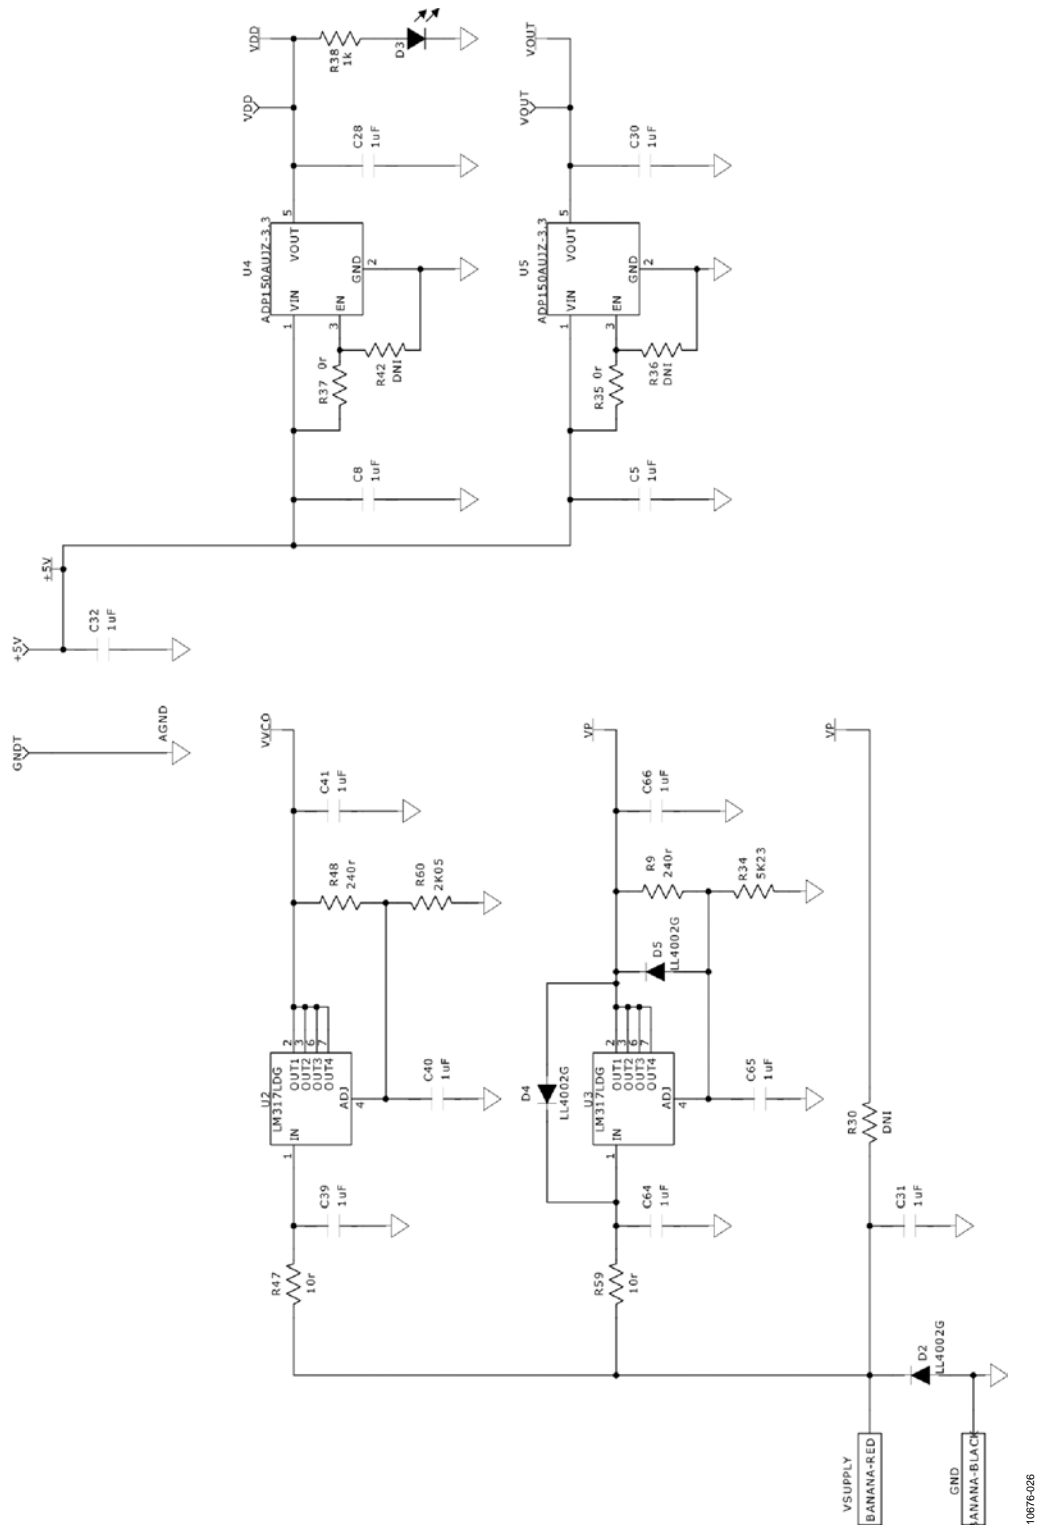 VDD
VDD
R38
1k
D3
C28
1uF
U4
ADP150AUJZ-3.3
5
VOUT
VIN
1
GND
2
EN
3
R37 0r
R42
DNI
C8
1uF
VOUT
VOUT
C30
1uF
U5
ADP150AUJZ-3.3
5
VOUT
VIN
1
GND
2
EN
3
R35 0r
R36
DNI
C5
1uF
+5V
+5V
C32
1uF
GNDT
AGND
VVCO
C41
1uF
R48
240r
R60
2K05
U2
LM317LDG
2
3
6
7
OUT1
OUT2
OUT3
OUT4
IN
1
ADJ
4
C40
1uF
C39
1uF
R47
10r
VP
C66
1uF
R9
240r
R34
5K23
D5
LL4002G
D4
LL4002G
U3
LM317LDG
2
3
6
7
OUT1
OUT2
OUT3
OUT4
IN
1
ADJ
4
C65
1uF
C64
1uF
R59
10r
VP
R30
DNI
C31
1uF
D2
LL4002G
VSUPPLY
BANANA-RED
GND
BANANA-BLACK
10676-026